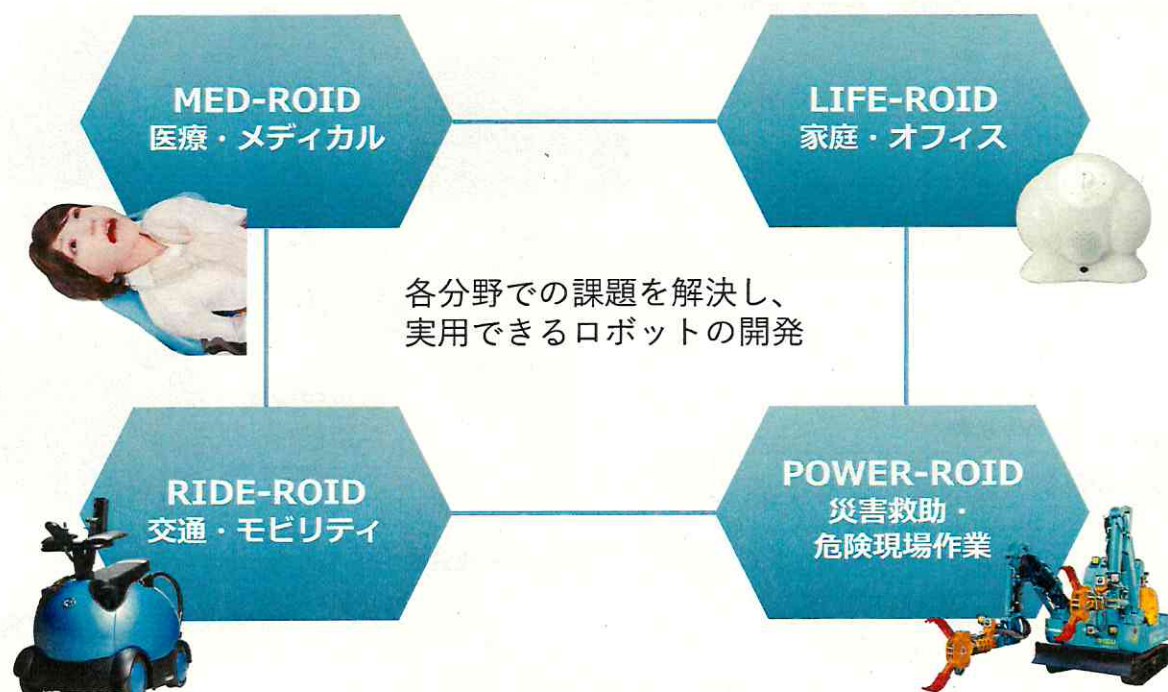 MED-ROID
医療・メディカル
LIFE-ROID
家庭・オフィス
各分野での課題を解決し、
実用できるロボットの開発
RIDE-ROID
交通・モビリティ
POWER-ROID
災害救助・
危険現場作業